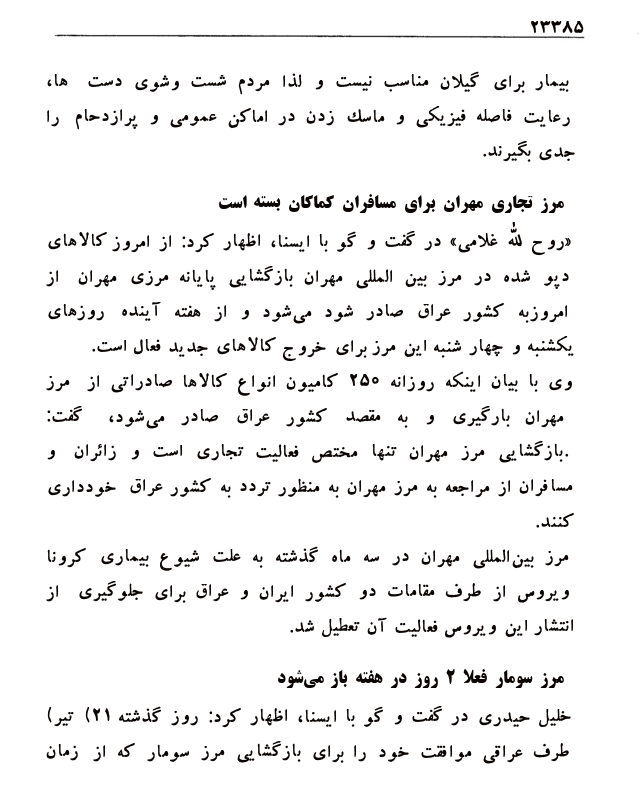 ۲۳۳۸۵
بیمار برای گیلان مناسب نیست و لذا مردم شست وشوی دست ها،
رعایت فاصله فیزیکی و ماسك زدن در اماکن عمومی و پرازدحام را
جدی بگیرند.
مرز تجاری مهران برای مسافران کماکان بسته است
«روح لله غلامی» در گفت و گو با ایسنا، اظهار کرد: از امروز کالاهای
دپو شده در مرز بین المللی مهران بازگشایی پایانه مرزی مهران از
امروزبه کشور عراق صادر شود می‌شود و از هفته آینده روزهای
یکشنبه و چهار شنبه این مرز برای خروج کالاهای جدید فعال است.
وی با بیان اینکه روزانه ۲۵۰ کامیون انواع کالاها صادراتی از مرز
مهران بارگیری و به مقصد کشور عراق صادر می‌شود، گفت:
.بازگشایی مرز مهران تنها مختص فعالیت تجاری است و زائران و
مسافران از مراجعه به مرز مهران به منظور تردد به کشور عراق خودداری
کنند.
مرز بین‌المللی مهران در سه ماه گذشته به علت شیوع بیماری کرونا
ویروس از طرف مقامات دو کشور ایران و عراق برای جلوگیری از
انتشار این ویروس فعالیت آن تعطیل شد.
مرز سومار فعلا ۲ روز در هفته باز می‌شود
خلیل حیدری در گفت و گو با ایسنا، اظهار کرد: روز گذشته ۲۱) تیر)
طرف عراقی موافقت خود را برای بازگشایی مرز سومار که از زمان